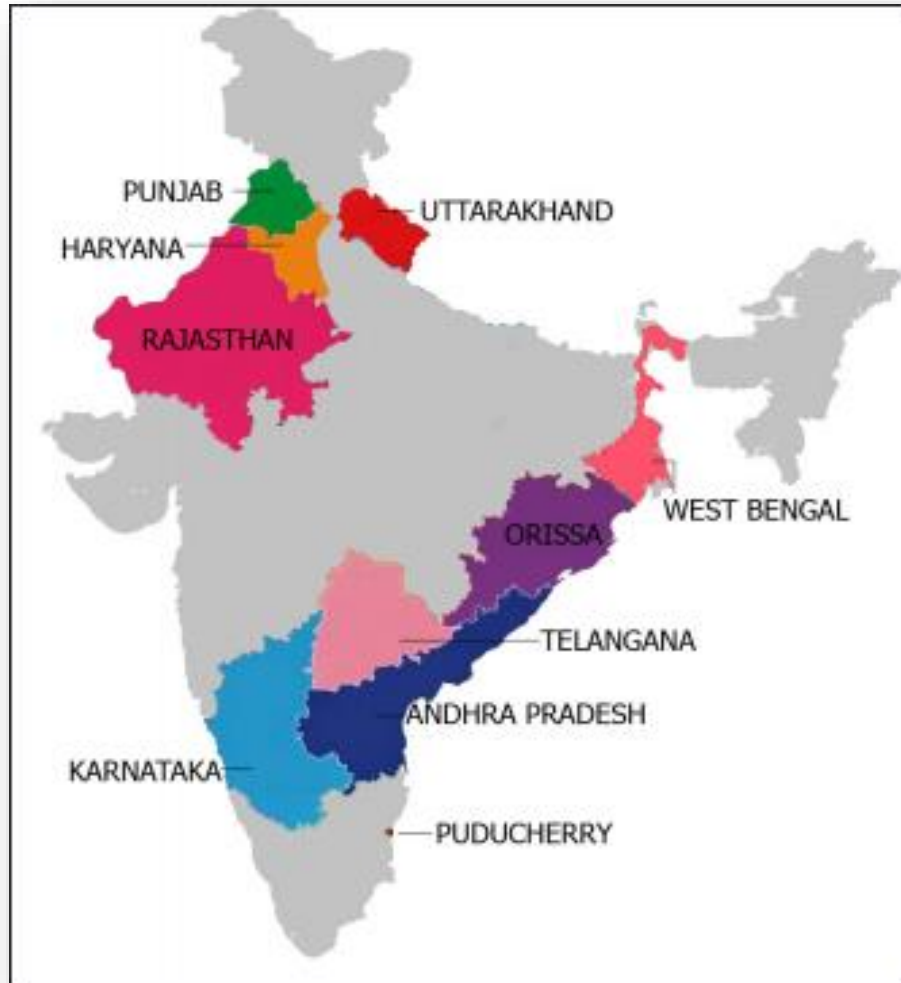 PUNJAB
UTTARAKHAND
HARYANA
RAJASTHAN
WEST BENGAL
ORISSA
TELANGANA
ANDHRA PRADESH
KARNATAKA
PUDUCHERRY